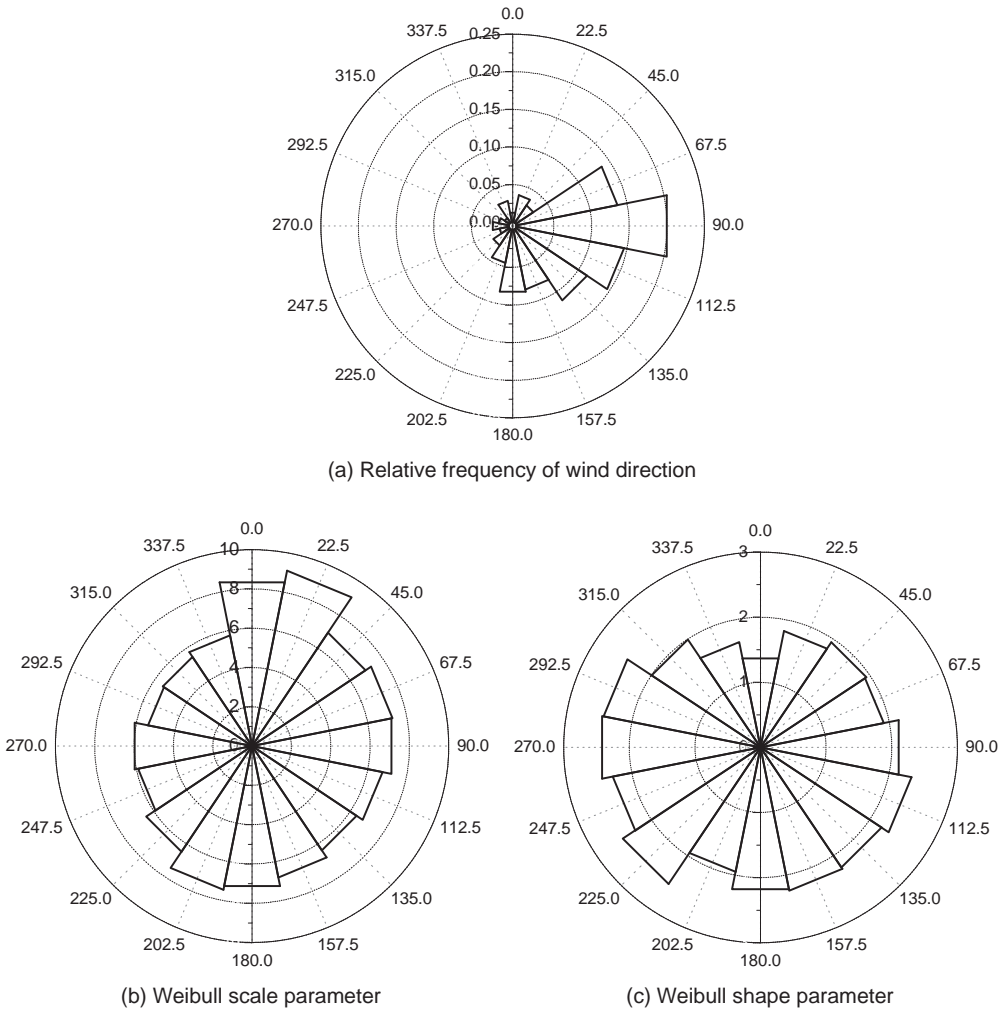 0.0
337.5 22.5
0.25
315.0 0.20 45.0
0.15
292.5 0.10 67.5
0.05
270.0 0.00 90.0
247.5 112.5
225.0 135.0
202.5 157.5
180.0
(a) Relative frequency of wind direction
0.0
337.5 22.5
10
315.0 8 45.0
6
292.5 4 67.5
2
270.0 0 90.0
247.5 112.5
225.0 135.0
202.5 157.5
180.0
(b) Weibull scale parameter
0.0
337.5 22.5
3
315.0 45.0
2
292.5 67.5
1
270.0 0 90.0
247.5 112.5
225.0 135.0
202.5 157.5
180.0
(c) Weibull shape parameter